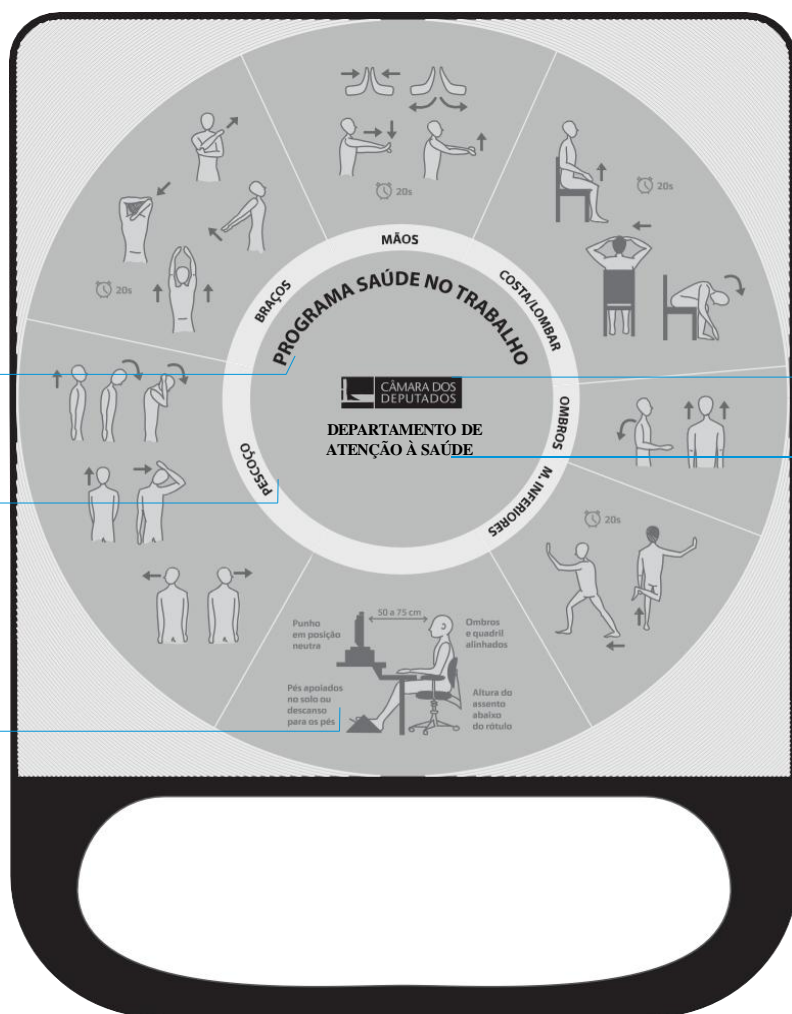 20s
MÃOS
20s
COSTA/LOMBAR
20s
BRAÇOS
PROGRAMA SAÚDE NO TRABALHO
CÂMARA DOS
DEPUTADOS
DEPARTAMENTO DE
ATENÇÃO À SAÚDE
OMBROS
M. INFERIORES
20s
PESCOÇO
50 a 75 cm
Punho
em posição
neutra
Ombros
e quadril
alinhados
Pés apoiados
no solo ou
descanso
para os pés
Altura do
assento
abaixo
do rótulo